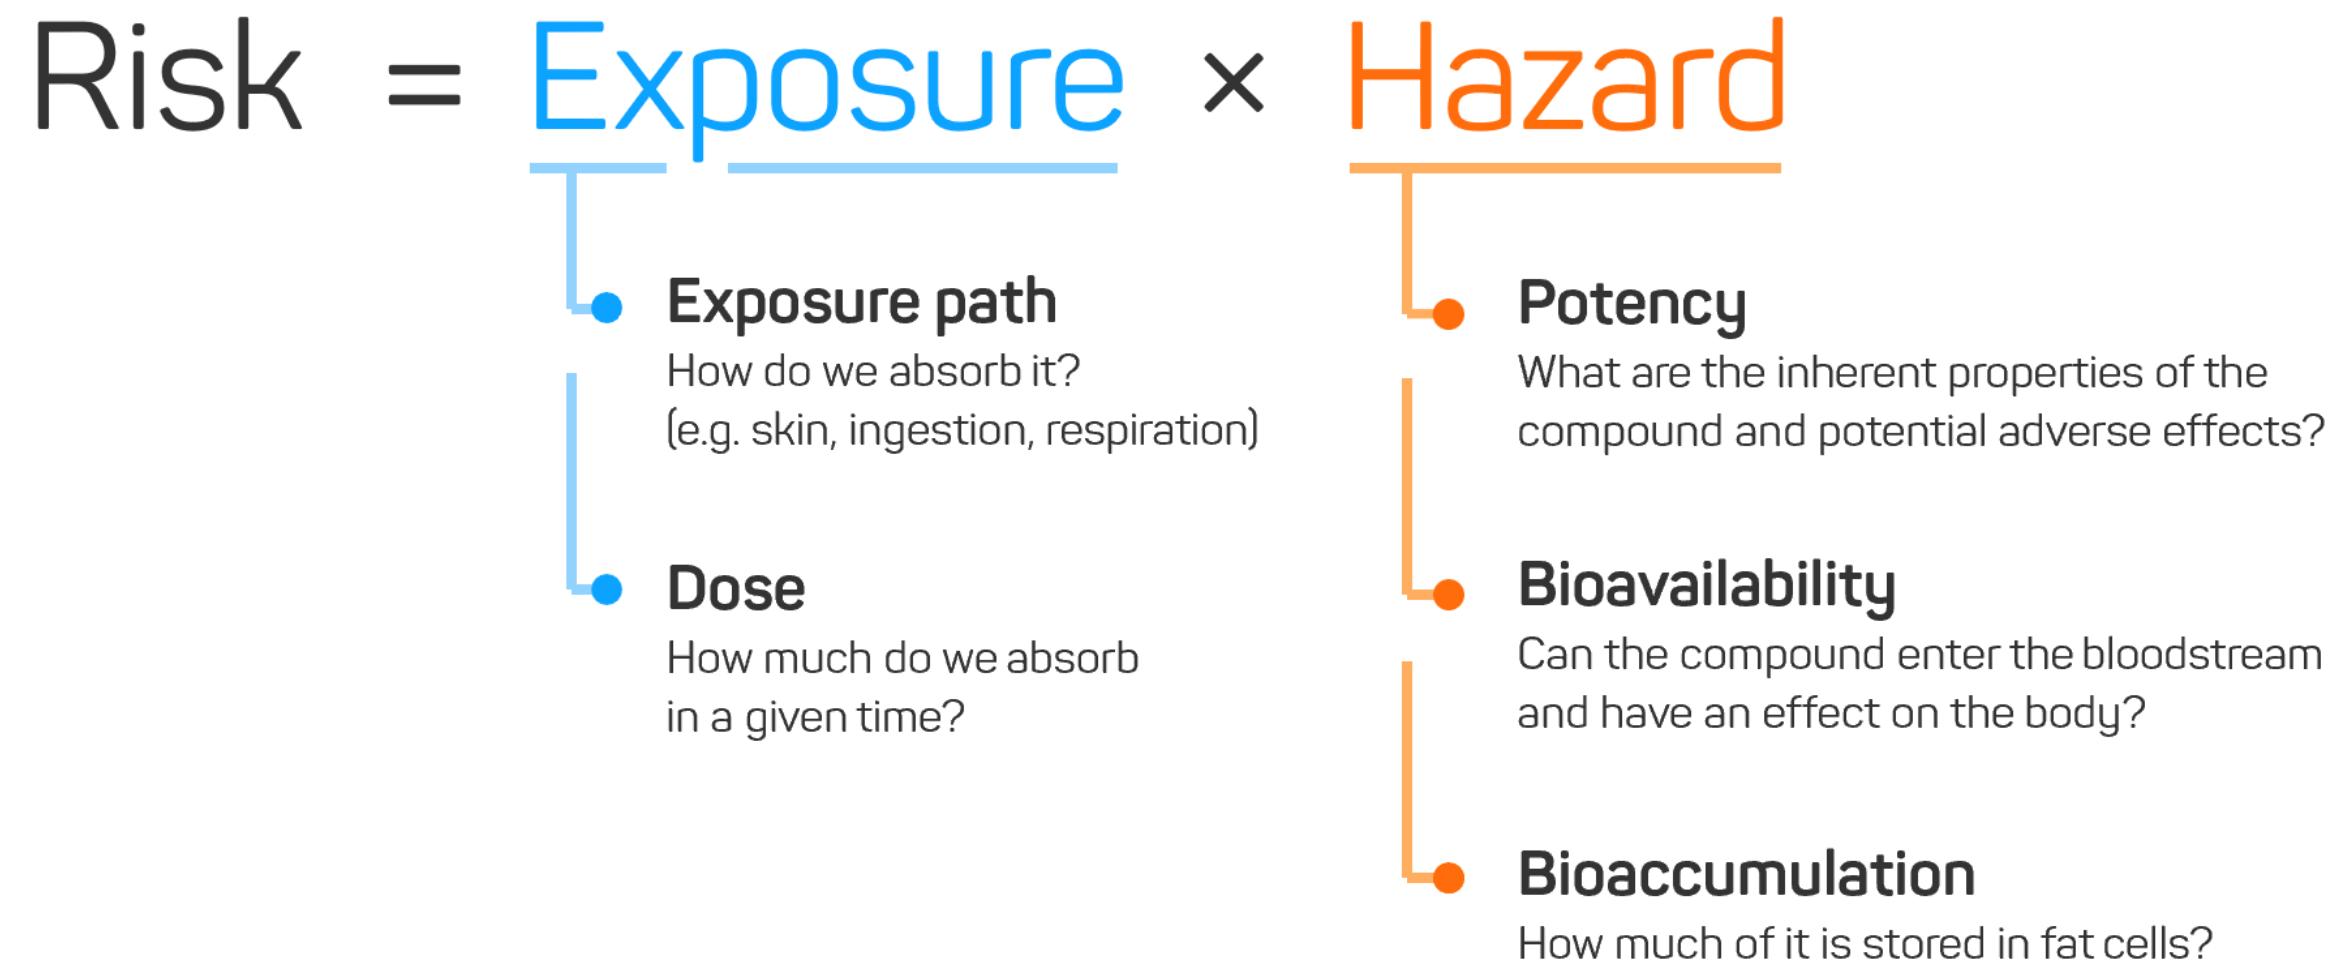 Risk = Exposure × Hazard
Exposure path
How do we absorb it?
(e.g. skin, ingestion, respiration)
Dose
How much do we absorb
in a given time?
Potency
What are the inherent properties of the
compound and potential adverse effects?
Bioavailability
Can the compound enter the bloodstream
and have an effect on the body?
Bioaccumulation
How much of it is stored in fat cells?